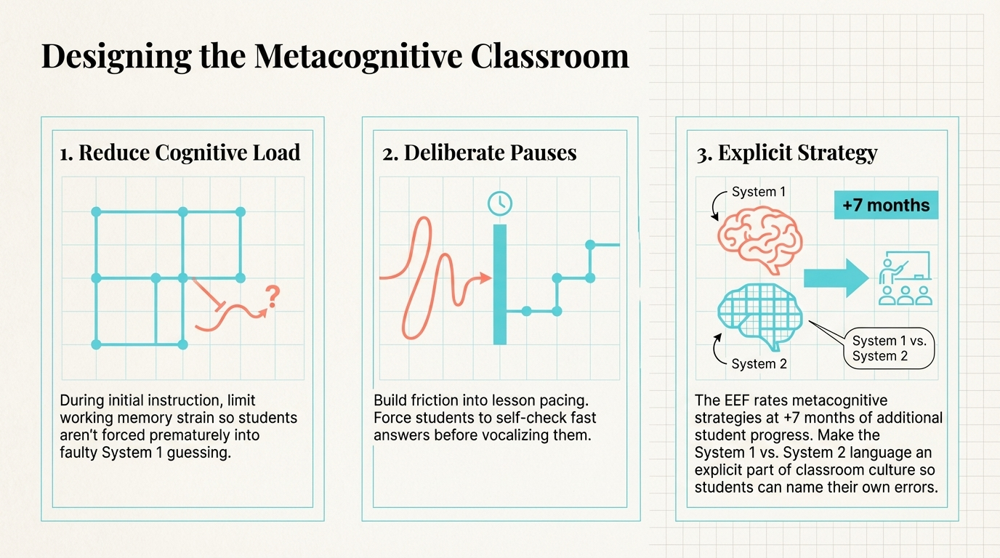 Designing the Metacognitive Classroom
1. Reduce Cognitive Load
?
During initial instruction, limit
working memory strain so students
aren't forced prematurely into
faulty System 1 guessing.
2. Deliberate Pauses
Build friction into lesson pacing.
Force students to self-check fast
answers before vocalizing them.
3. Explicit Strategy
System 1
+7 months
System 1 vs.
System 2
System 2
The EEF rates metacognitive
strategies at +7 months of additional
student progress. Make the
System 1 vs. System 2 language an
explicit part of classroom culture so
students can name their own errors.